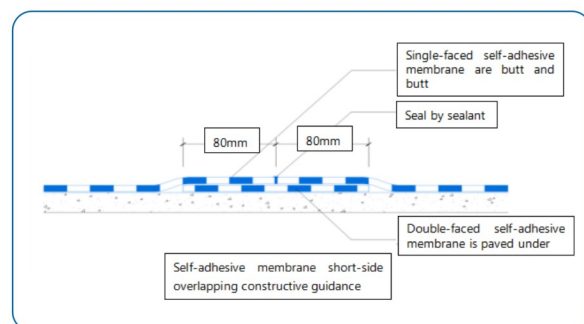 Single-faced self-adhesive
membrane are butt and
butt
Seal by sealant
80mm
80mm
Double-faced self-adhesive
membrane is paved under
Self-adhesive membrane short-side
overlapping constructive guidance